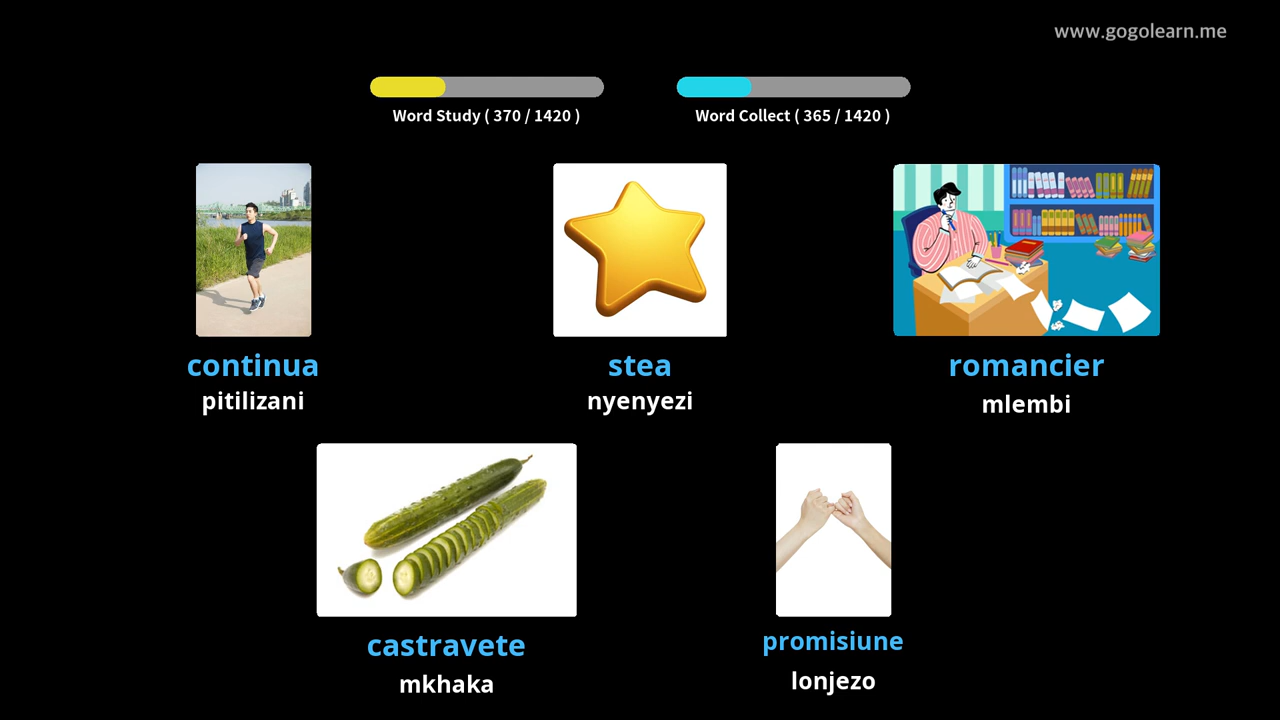 www.gogolearn.me
Word Study ( 370 / 1420 )
Word Collect ( 365 / 1420 )
continua
pitilizani
stea
nyenyezi
romancier
mlembi
castravete
mkhaka
promisiune
lonjezo